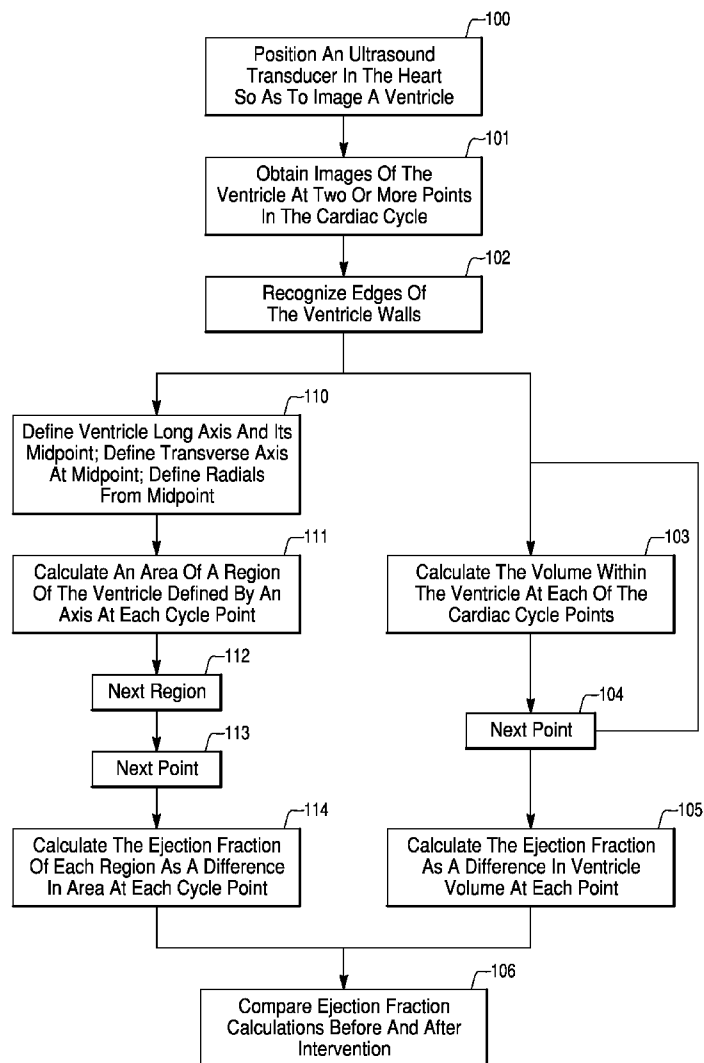 100
Position An Ultrasound
Transducer In The Heart
So As To Image A Ventricle
101
Obtain Images Of The
Ventricle At Two Or More Points
In The Cardiac Cycle
102
Recognize Edges Of
The Ventricle Walls
110
Define Ventricle Long Axis And Its
Midpoint; Define Transverse Axis
At Midpoint; Define Radials
From Midpoint
111
Calculate An Area Of A Region
Of The Ventricle Defined By An
Axis At Each Cycle Point
112
Next Region
113
Next Point
114
Calculate The Ejection Fraction
Of Each Region As A Difference
In Area At Each Cycle Point
103
Calculate The Volume Within
The Ventricle At Each Of The
Cardiac Cycle Points
104
Next Point
105
Calculate The Ejection Fraction
As A Difference In Ventricle
Volume At Each Point
106
Compare Ejection Fraction
Calculations Before And After
Intervention